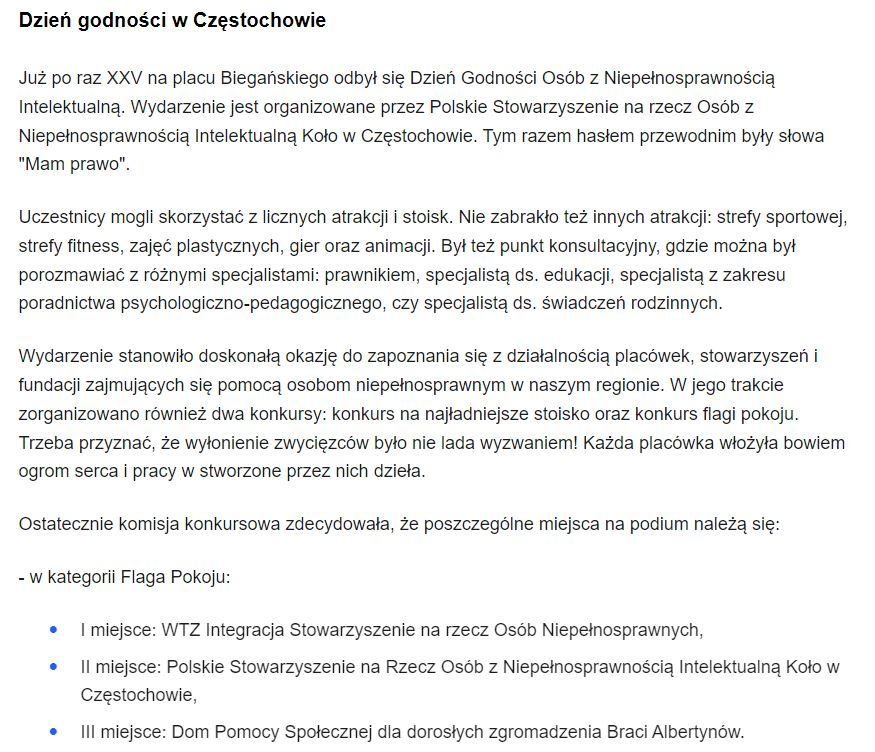 Dzień godności w Częstochowie
Już po raz XXV na placu Biegańskiego odbył się Dzień Godności Osób z Niepełnosprawnością
Intelektualną. Wydarzenie jest organizowane przez Polskie Stowarzyszenie na rzecz Osób z
Niepełnosprawnością Intelektualną Koło w Częstochowie. Tym razem hasłem przewodnim były słowa
"Mam prawo".
Uczestnicy mogli skorzystać z licznych atrakcji i stoisk. Nie zabrakło też innych atrakcji: strefy sportowej,
strefy fitness, zajęć plastycznych, gier oraz animacji. Był też punkt konsultacyjny, gdzie można był
porozmawiać z różnymi specjalistami: prawnikiem, specjalistą ds. edukacji, specjalistą z zakresu
poradnictwa psychologiczno-pedagogicznego, czy specjalistą ds. świadczeń rodzinnych.
Wydarzenie stanowiło doskonałą okazję do zapoznania się z działalnością placówek, stowarzyszeń i
fundacji zajmujących się pomocą osobom niepełnosprawnym w naszym regionie. W jego trakcie
zorganizowano również dwa konkursy: konkurs na najładniejsze stoisko oraz konkurs flagi pokoju.
Trzeba przyznać, że wyłonienie zwycięzców było nie lada wyzwaniem! Każda placówka włożyła bowiem
ogrom serca i pracy w stworzone przez nich dzieła.
Ostatecznie komisja konkursowa zdecydowała, że poszczególne miejsca na podium należą się:
- w kategorii Flaga Pokoju:
• I miejsce: WTZ Integracja Stowarzyszenie na rzecz Osób Niepełnosprawnych,
• II miejsce: Polskie Stowarzyszenie na Rzecz Osób z Niepełnosprawnością Intelektualną Koło w
Częstochowie,
• III miejsce: Dom Pomocy Społecznej dla dorosłych zgromadzenia Braci Albertynów.